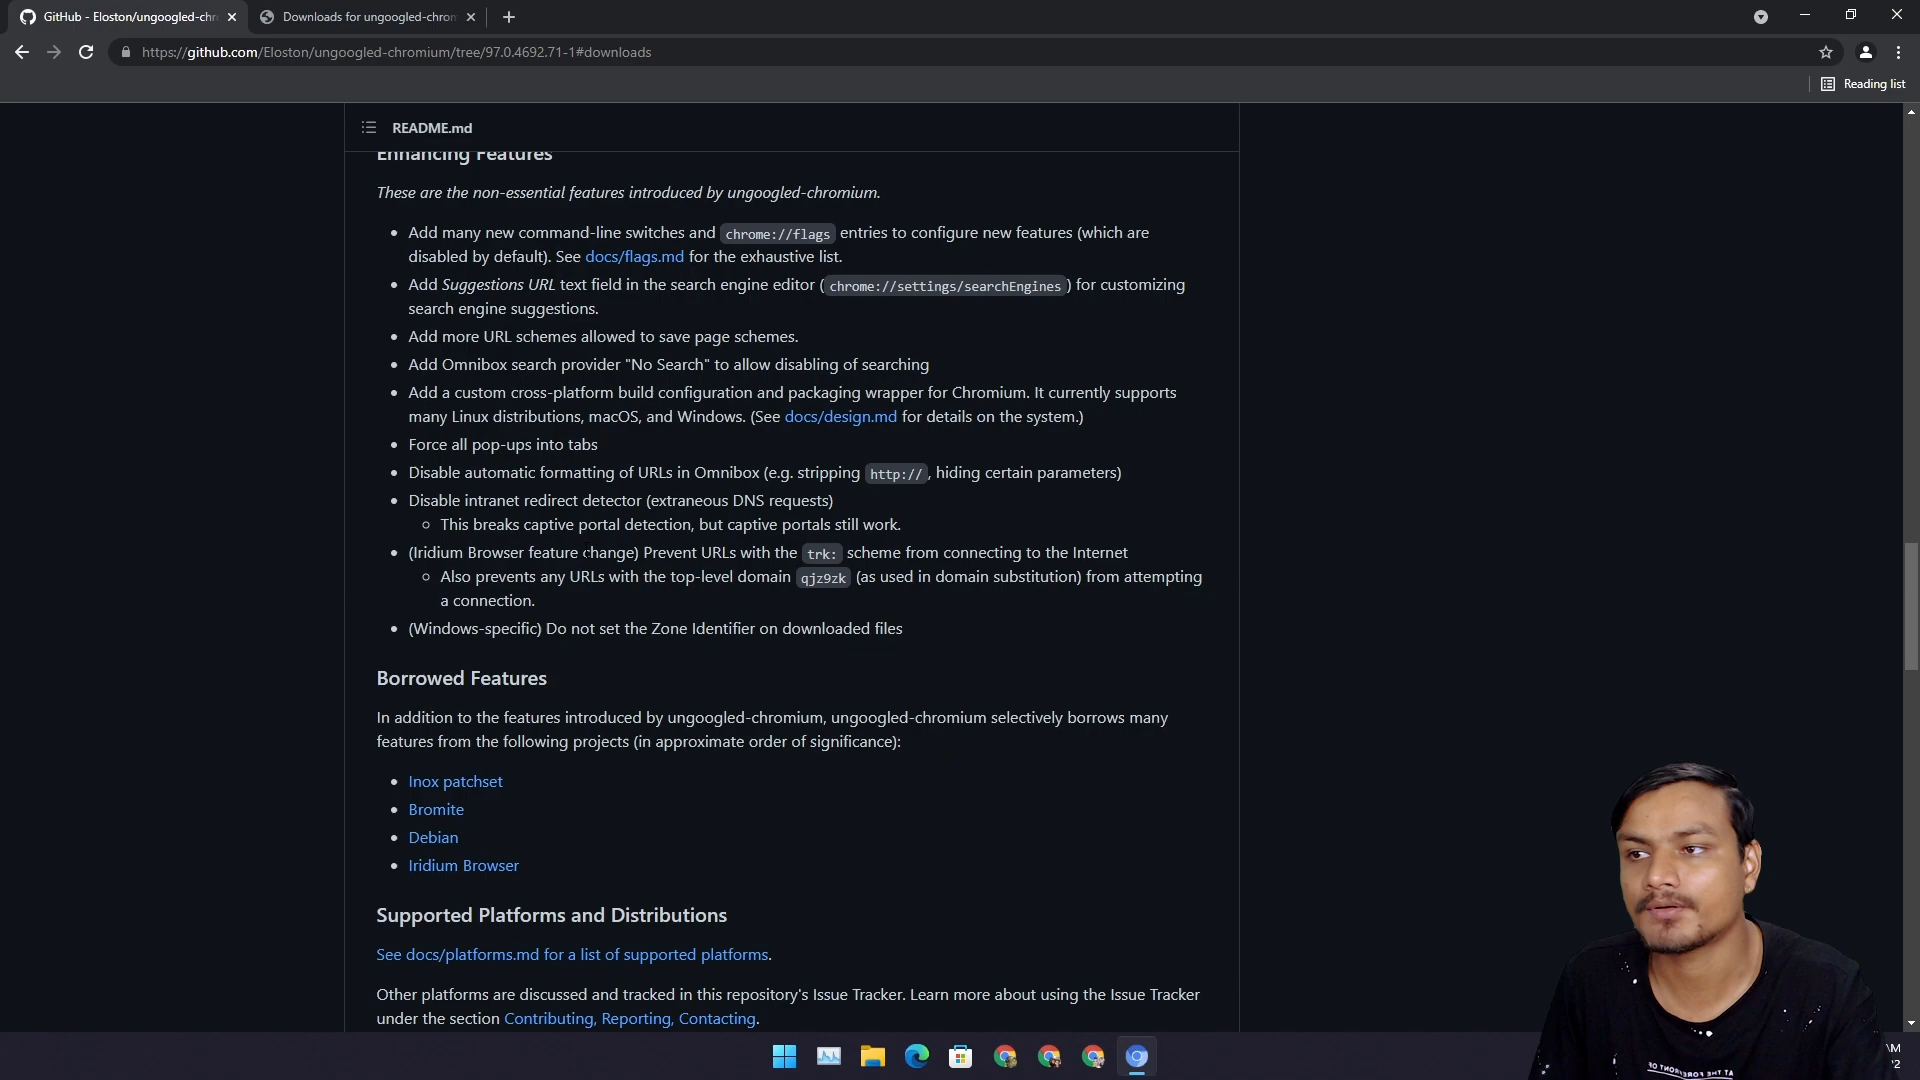 GitHub - Eloston/ungoogled-chr
Downloads for ungoogled-chrom
https://github.com/Eloston/ungoogled-chromium/tree/97.0.4692.71-1#downloads
Reading list
README.md
Enhancing Features
These are the non-essential features introduced by ungoogled-chromium.
Add many new command-line switches and chrome://flags entries to configure new features (which are
disabled by default). See docs/flags.md for the exhaustive list.
Add Suggestions URL text field in the search engine editor (chrome://settings/searchEngines) for customizing
search engine suggestions.
Add more URL schemes allowed to save page schemes.
Add Omnibox search provider "No Search" to allow disabling of searching
Add a custom cross-platform build configuration and packaging wrapper for Chromium. It currently supports
many Linux distributions, macOS, and Windows. (See docs/design.md for details on the system.)
Force all pop-ups into tabs
Disable automatic formatting of URLs in Omnibox (e.g. stripping http://, hiding certain parameters)
Disable intranet redirect detector (extraneous DNS requests)
This breaks captive portal detection, but captive portals still work.
(Iridium Browser feature change) Prevent URLs with the trk: scheme from connecting to the Internet
Also prevents any URLs with the top-level domain qjz9zk (as used in domain substitution) from attempting
a connection.
(Windows-specific) Do not set the Zone Identifier on downloaded files
Borrowed Features
In addition to the features introduced by ungoogled-chromium, ungoogled-chromium selectively borrows many
features from the following projects (in approximate order of significance):
Inox patchset
Bromite
Debian
Iridium Browser
Supported Platforms and Distributions
See docs/platforms.md for a list of supported platforms.
Other platforms are discussed and tracked in this repository's Issue Tracker. Learn more about using the Issue Tracker
under the section Contributing, Reporting, Contacting.
AT THE FOREFRONT OF